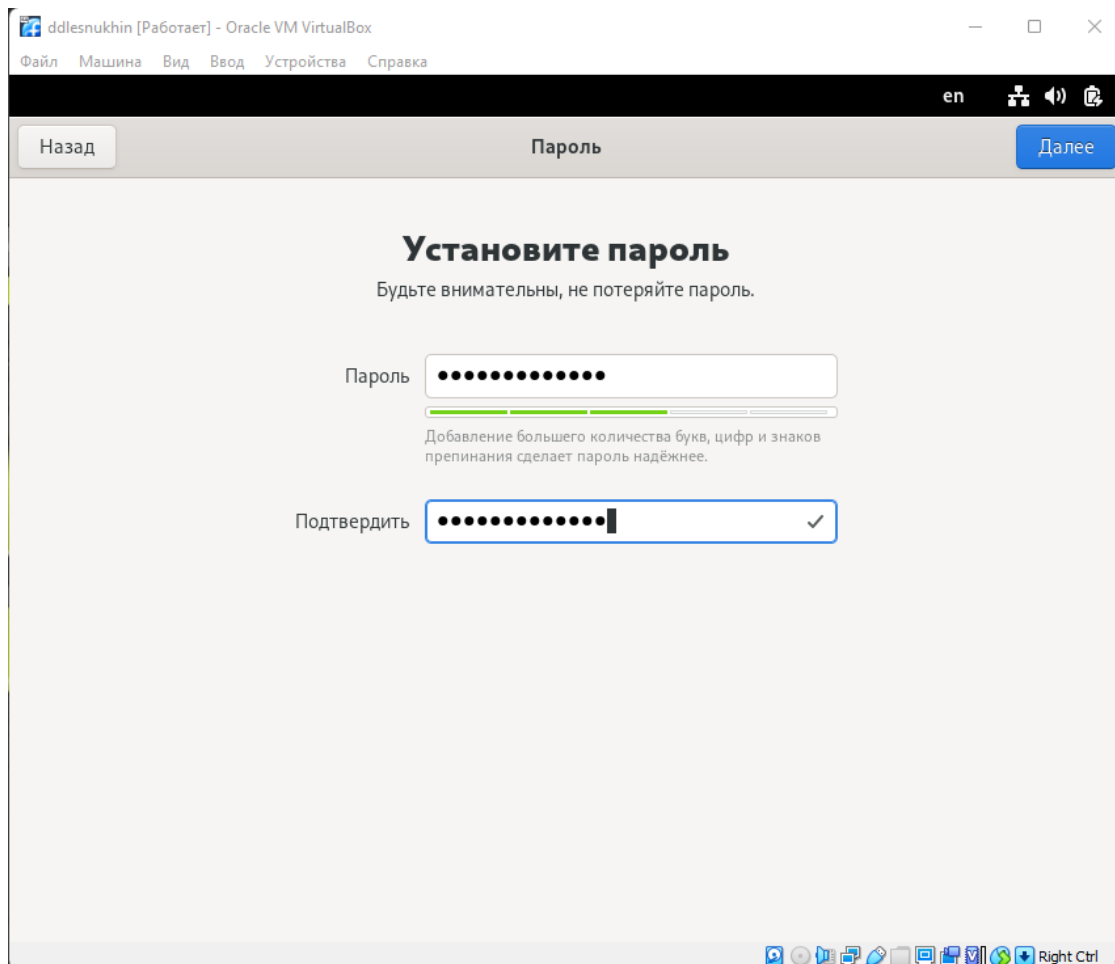 ddlesnukhin [Работает] - Oracle VM VirtualBox
Файл Машина Вид Ввод Устройства Справка
en
Назад Пароль Далее
Установите пароль
Будьте внимательны, не потеряйте пароль.
Пароль ●●●●●●●●●●●●●
Добавление большего количества букв, цифр и знаков
препинания сделает пароль надёжнее.
Подтвердить ●●●●●●●●●●●●●
Right Ctrl